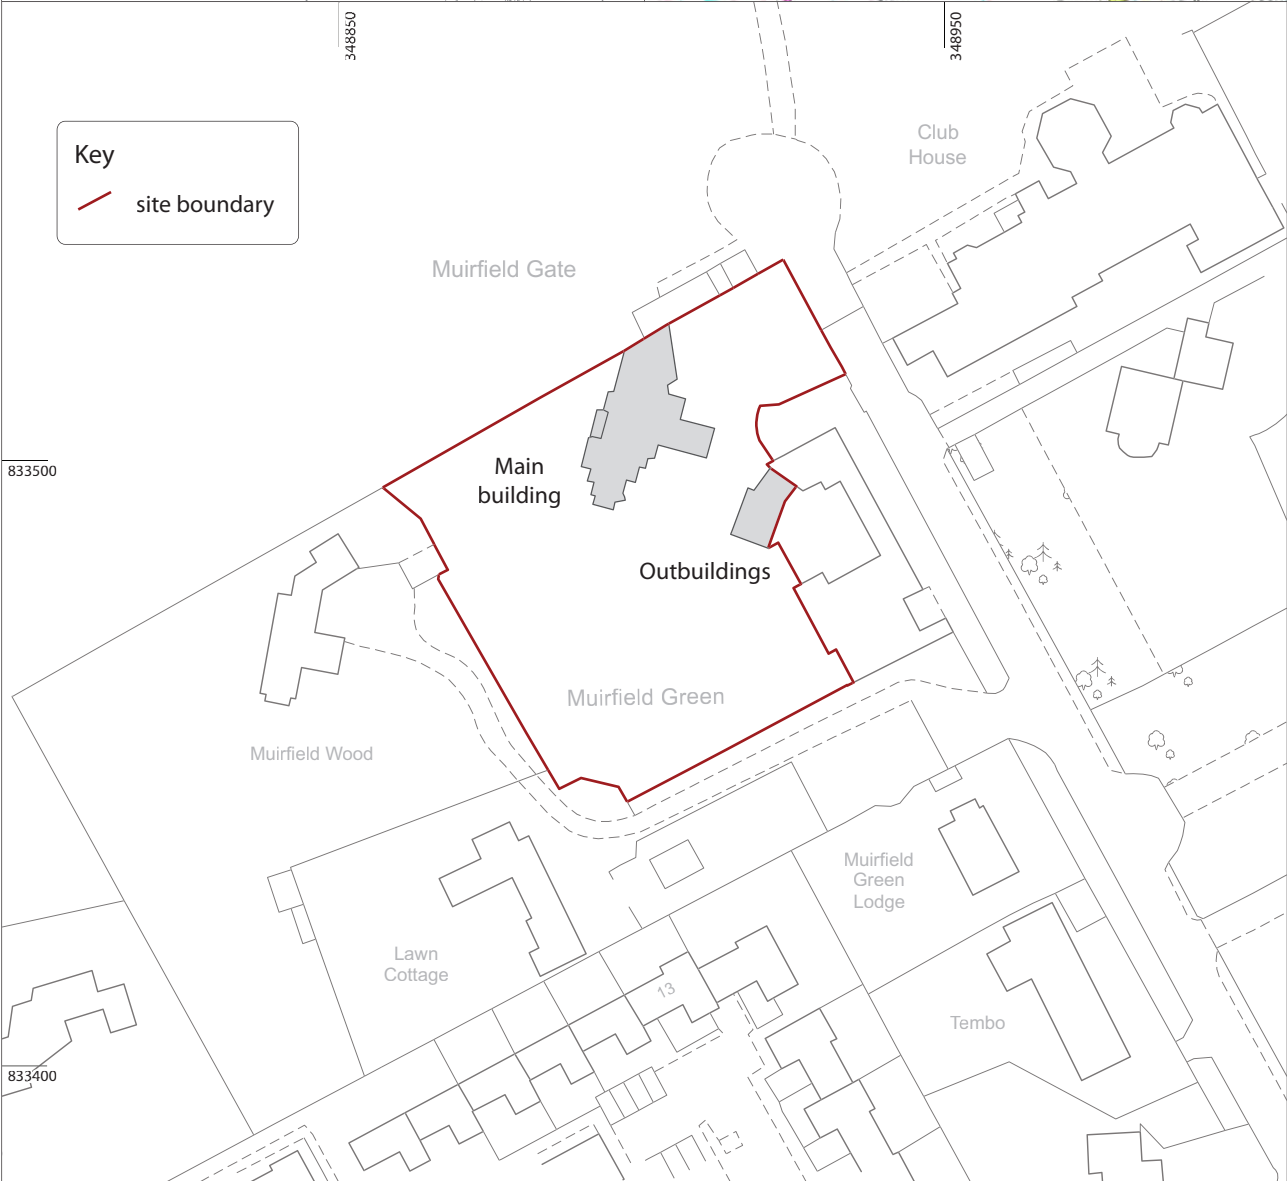 348850
348950
Key
site boundary
Club
House
Muirfield Gate
833500
Main
building
Outbuildings
Muirfield Green
Muirfield Wood
Muirfield
Green
Lodge
Lawn
Cottage
13
Tembo
833400